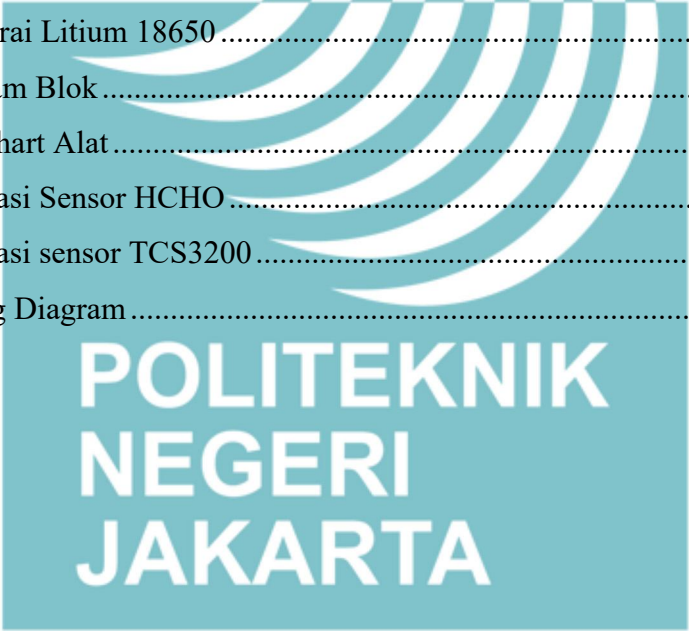 rai Litium 18650
m Blok
hart Alat
asi Sensor HCHO
asi sensor TCS3200
g Diagram
POLITEKNIK
NEGERI
JAKARTA